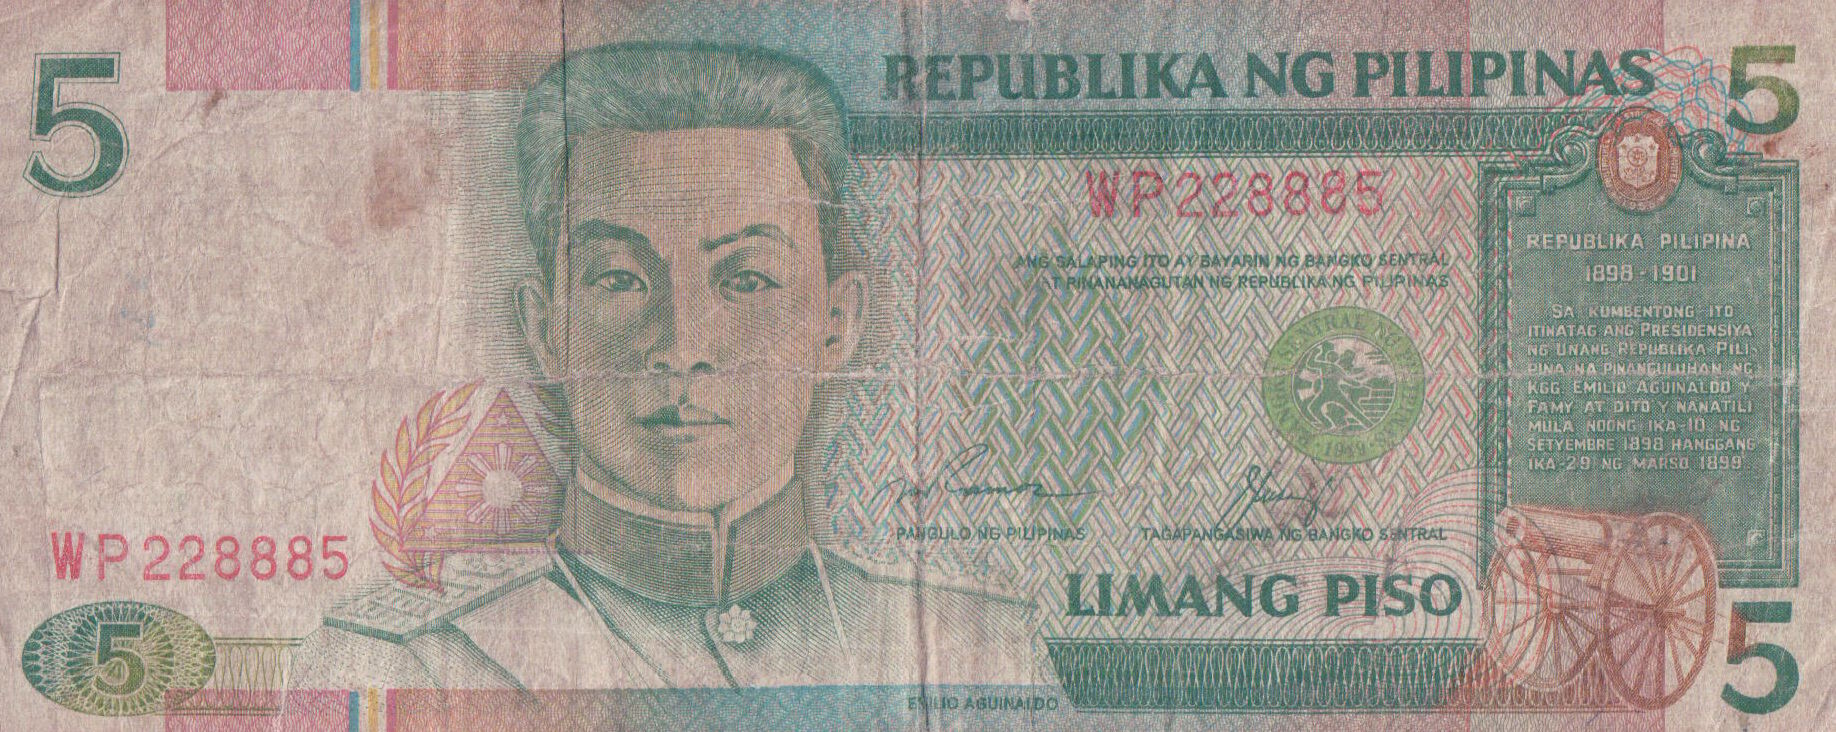 5
REPUBLIKA NG PILIPINAS
5
WP228885
ANG SALAPING ITO AY BAYARIN NG BANGKO SENTRAL
AT PINANANAGUTAN NG REPUBLIKA NG PILIPINAS
REPUBLIKA PILIPINA
1898-1901
SA KUMBENTONG ITO
ITINATAG ANG PRESIDENSIYA
NG UNANG REPUBLIKA PILI-
PINA NA PINANGULUHAN NG
KGG. EMILIO AGUINALDO Y
FAMY AT DITO Y NANATILI
MULA NOONG IKA-10 NG
SETYEMBRE 1898 HANGGANG
IKA-29 NG MARSO 1899
BANGKO SENTRAL NG PILIPINAS
1949
PANGULO NG PILIPINAS
TAGAPANGASIWA NG BANGKO SENTRAL
WP228885
LIMANG PISO
5
5
EMILIO AGUINALDO